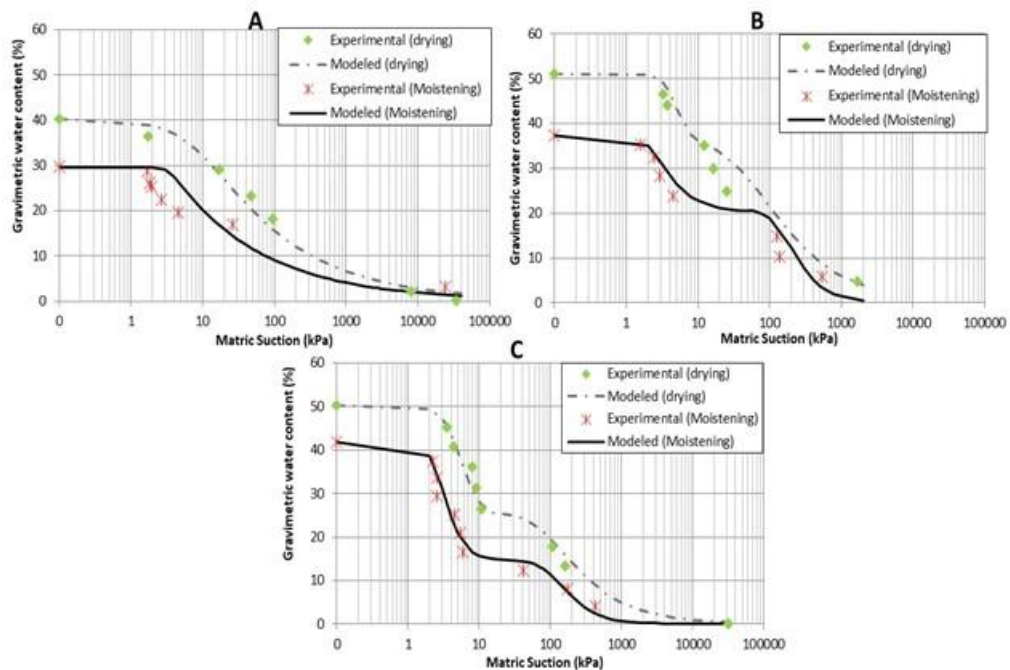 A
Gravimetric water content (%)
60
50
40
30
20
10
0
Experimental (drying)
Modeled (drying)
Experimental (Moistening)
Modeled (Moistening)
0 1 10 100 1000 10000 100000
Matric Suction (kPa)
B
Gravimetric water content (%)
60
50
40
30
20
10
0
Experimental (drying)
Modeled (drying)
Experimental (Moistening)
Modeled (Moistening)
0 1 10 100 1000 10000 100000
Matric Suction (kPa)
C
Gravimetric water content (%)
60
50
40
30
20
10
0
Experimental (drying)
Modeled (drying)
Experimental (Moistening)
Modeled (Moistening)
0 1 10 100 1000 10000 100000
Matric Suction (kPa)